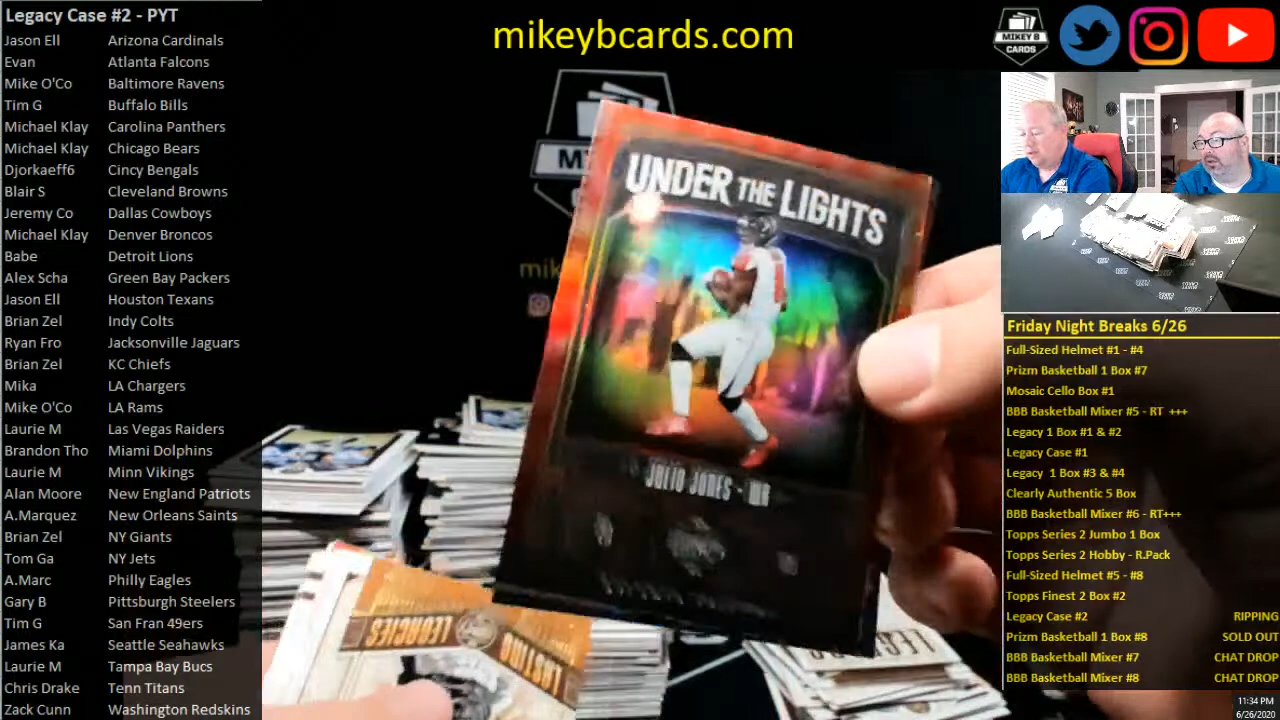 Legacy Case #2 - PYT
Jason Ell Arizona Cardinals
Evan Atlanta Falcons
Mike O'Co Baltimore Ravens
Tim G Buffalo Bills
Michael Klay Carolina Panthers
Michael Klay Chicago Bears
Djorkaeff6 Cincy Bengals
Blair S Cleveland Browns
Jeremy Co Dallas Cowboys
Michael Klay Denver Broncos
Babe Detroit Lions
Alex Scha Green Bay Packers
Jason Ell Houston Texans
Brian Zel Indy Colts
Ryan Fro Jacksonville Jaguars
Brian Zel KC Chiefs
Mika LA Chargers
Mike O'Co LA Rams
Laurie M Las Vegas Raiders
Brandon Tho Miami Dolphins
Laurie M Minn Vikings
Alan Moore New England Patriots
A.Marquez New Orleans Saints
Brian Zel NY Giants
Tom Ga NY Jets
A.Marc Philly Eagles
Gary B Pittsburgh Steelers
Tim G San Fran 49ers
James Ka Seattle Seahawks
Laurie M Tampa Bay Bucs
Chris Drake Tenn Titans
Zack Cunn Washington Redskins
mikeybcards.com
UNDER THE LIGHTS
JULIO JONES - WR
LASTING
LEGACIES
MIKEY B
CARDS
Friday Night Breaks 6/26
Full-Sized Helmet #1 - #4
Prizm Basketball 1 Box #7
Mosaic Cello Box #1
BBB Basketball Mixer #5 - RT +++
Legacy 1 Box #1 & #2
Legacy Case #1
Legacy 1 Box #3 & #4
Clearly Authentic 5 Box
BBB Basketball Mixer #6 - RT+++
Topps Series 2 Jumbo 1 Box
Topps Series 2 Hobby - R.Pack
Full-Sized Helmet #5 - #8
Topps Finest 2 Box #2
Legacy Case #2 RIPPING
Prizm Basketball 1 Box #8 SOLD OUT
BBB Basketball Mixer #7 CHAT DROP
BBB Basketball Mixer #8 CHAT DROP
11:34 PM
6/26/2020